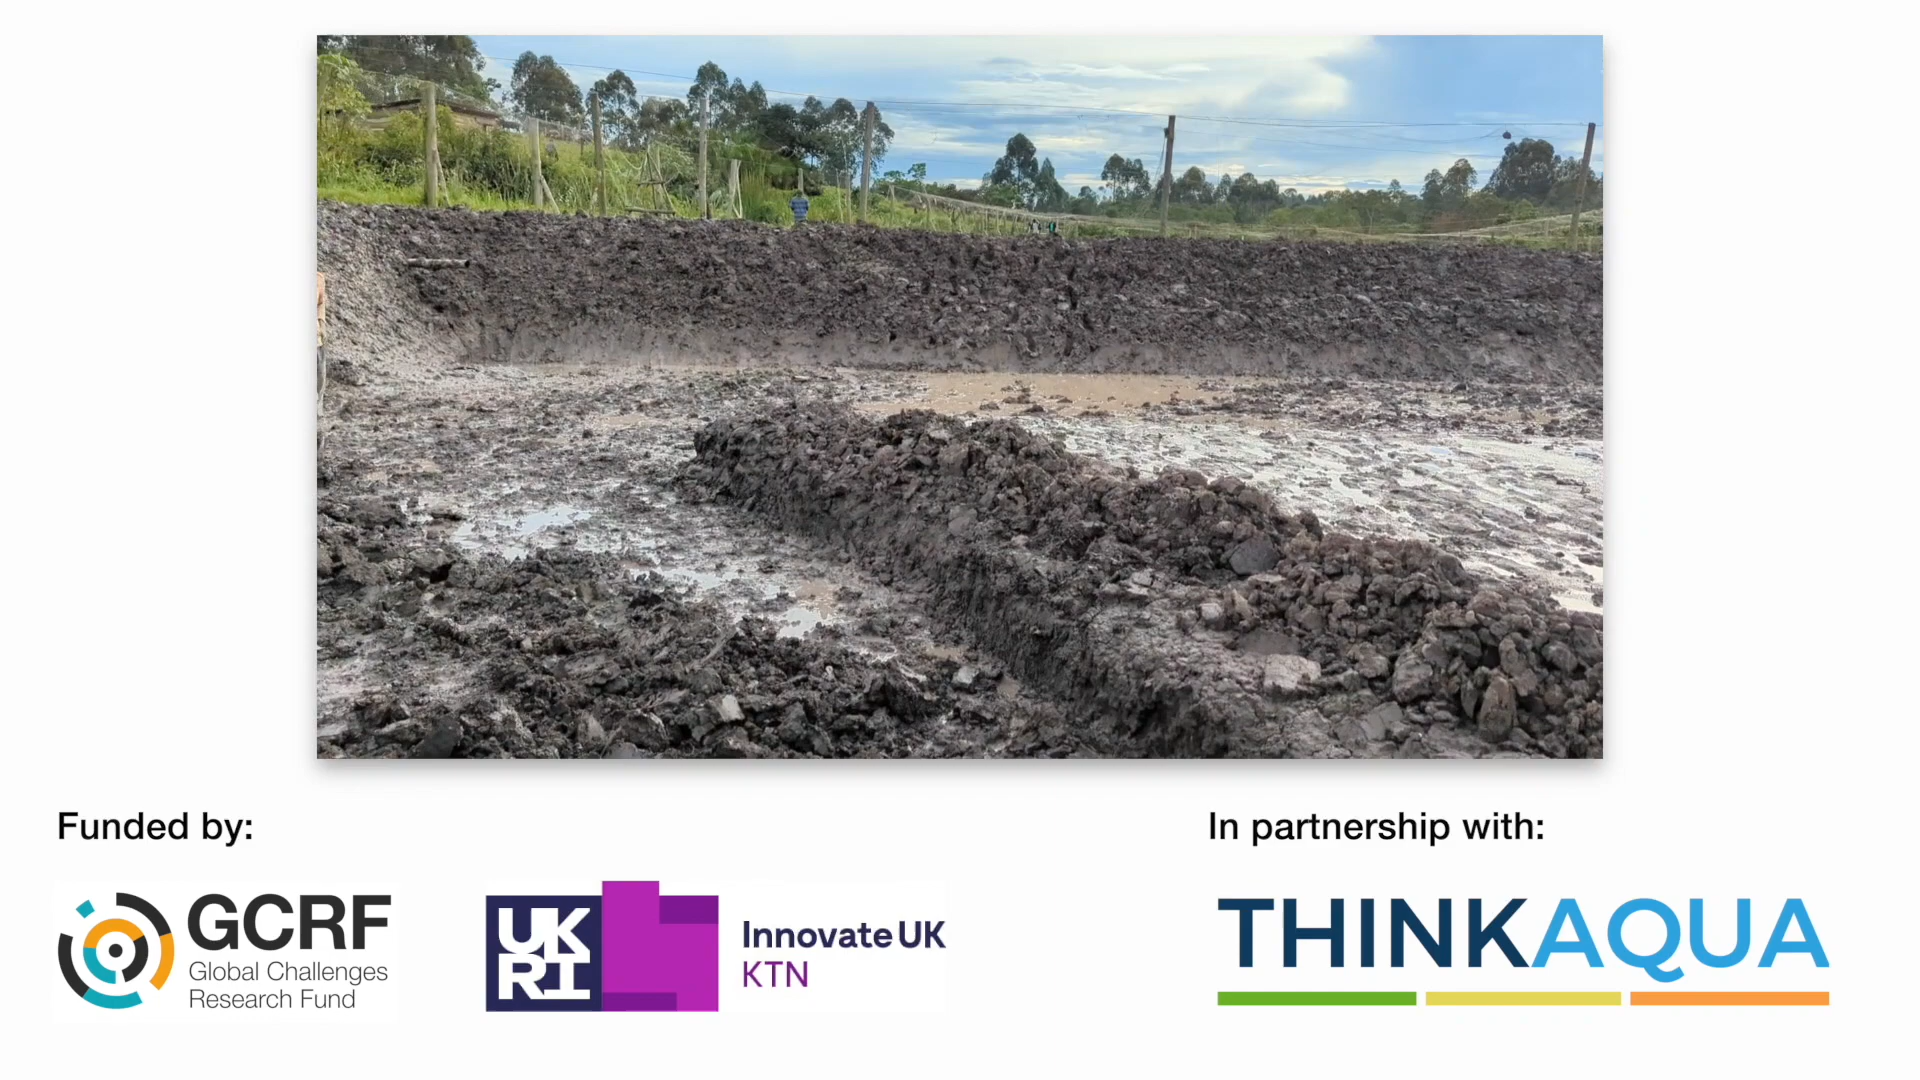 Funded by:
In partnership with:
GCRF
Global Challenges
Research Fund
UK
RI
Innovate UK
KTN
THINKAQUA